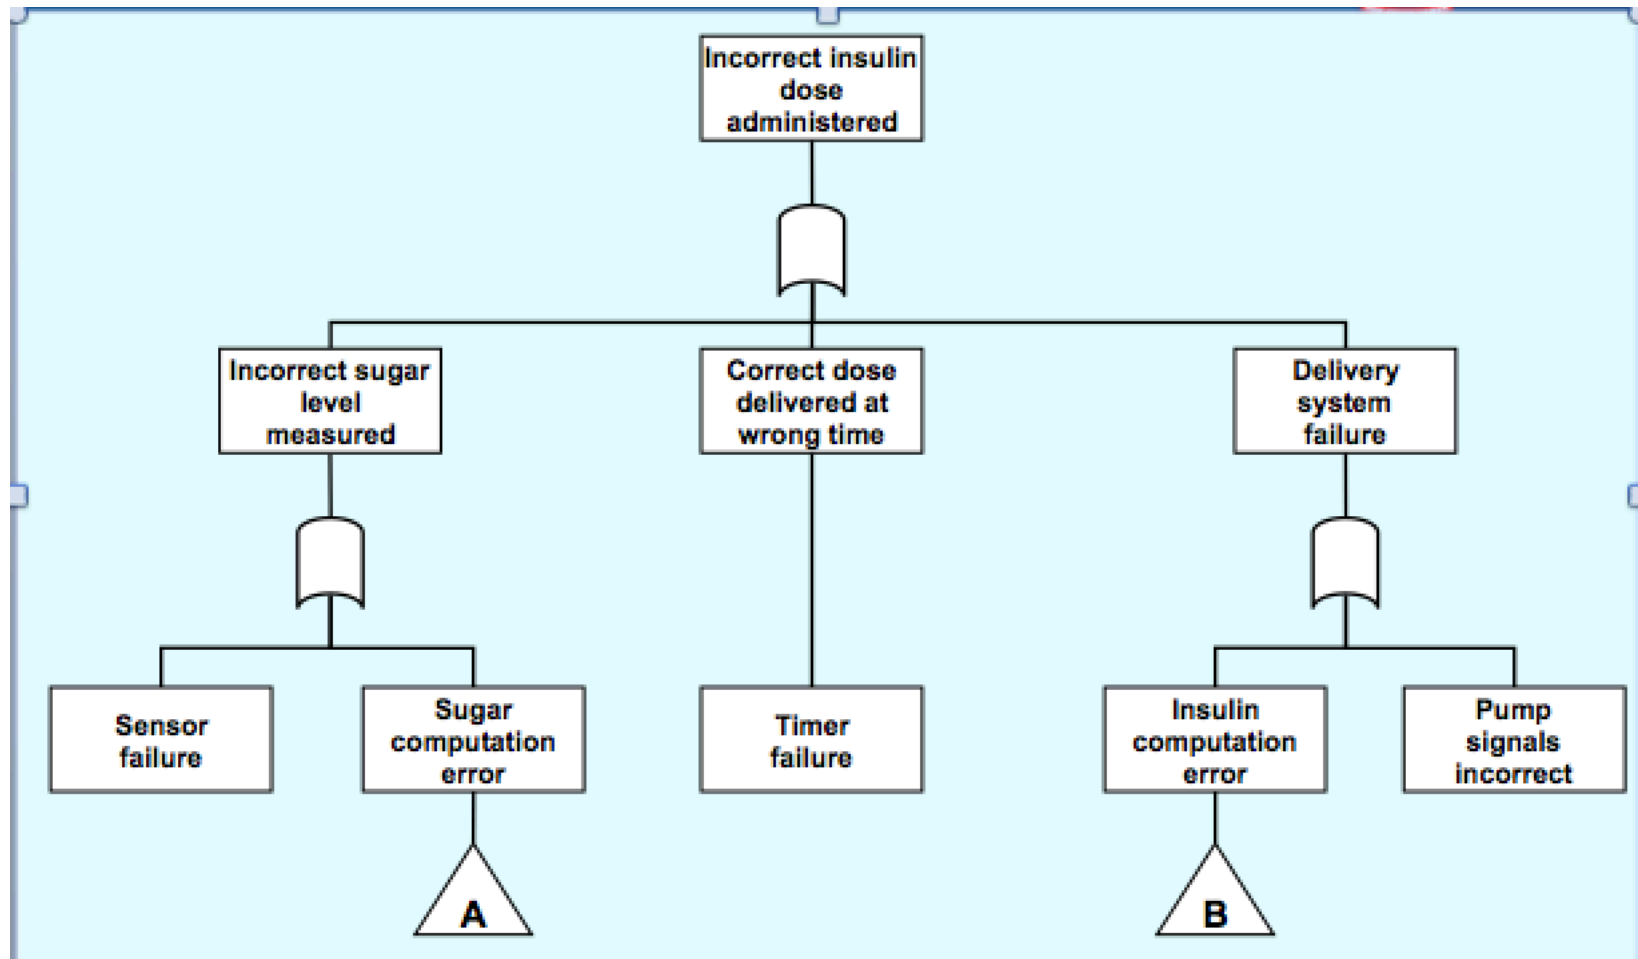 Incorrect insulin
dose
administered
Incorrect sugar
level
measured
Correct dose
delivered at
wrong time
Delivery
system
failure
Sensor
failure
Sugar
computation
error
Timer
failure
Insulin
computation
error
Pump
signals
incorrect
A
B